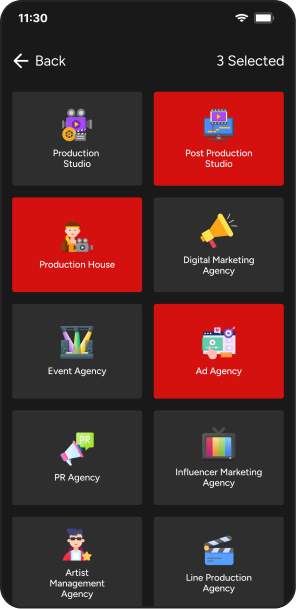 11:30
Back
3 Selected
Production
Studio
Post Production
Studio
Production House
Digital Marketing
Agency
Event Agency
Ad Agency
PR
PR Agency
Influencer Marketing
Agency
Artist
Management
Agency
Line Production
Agency